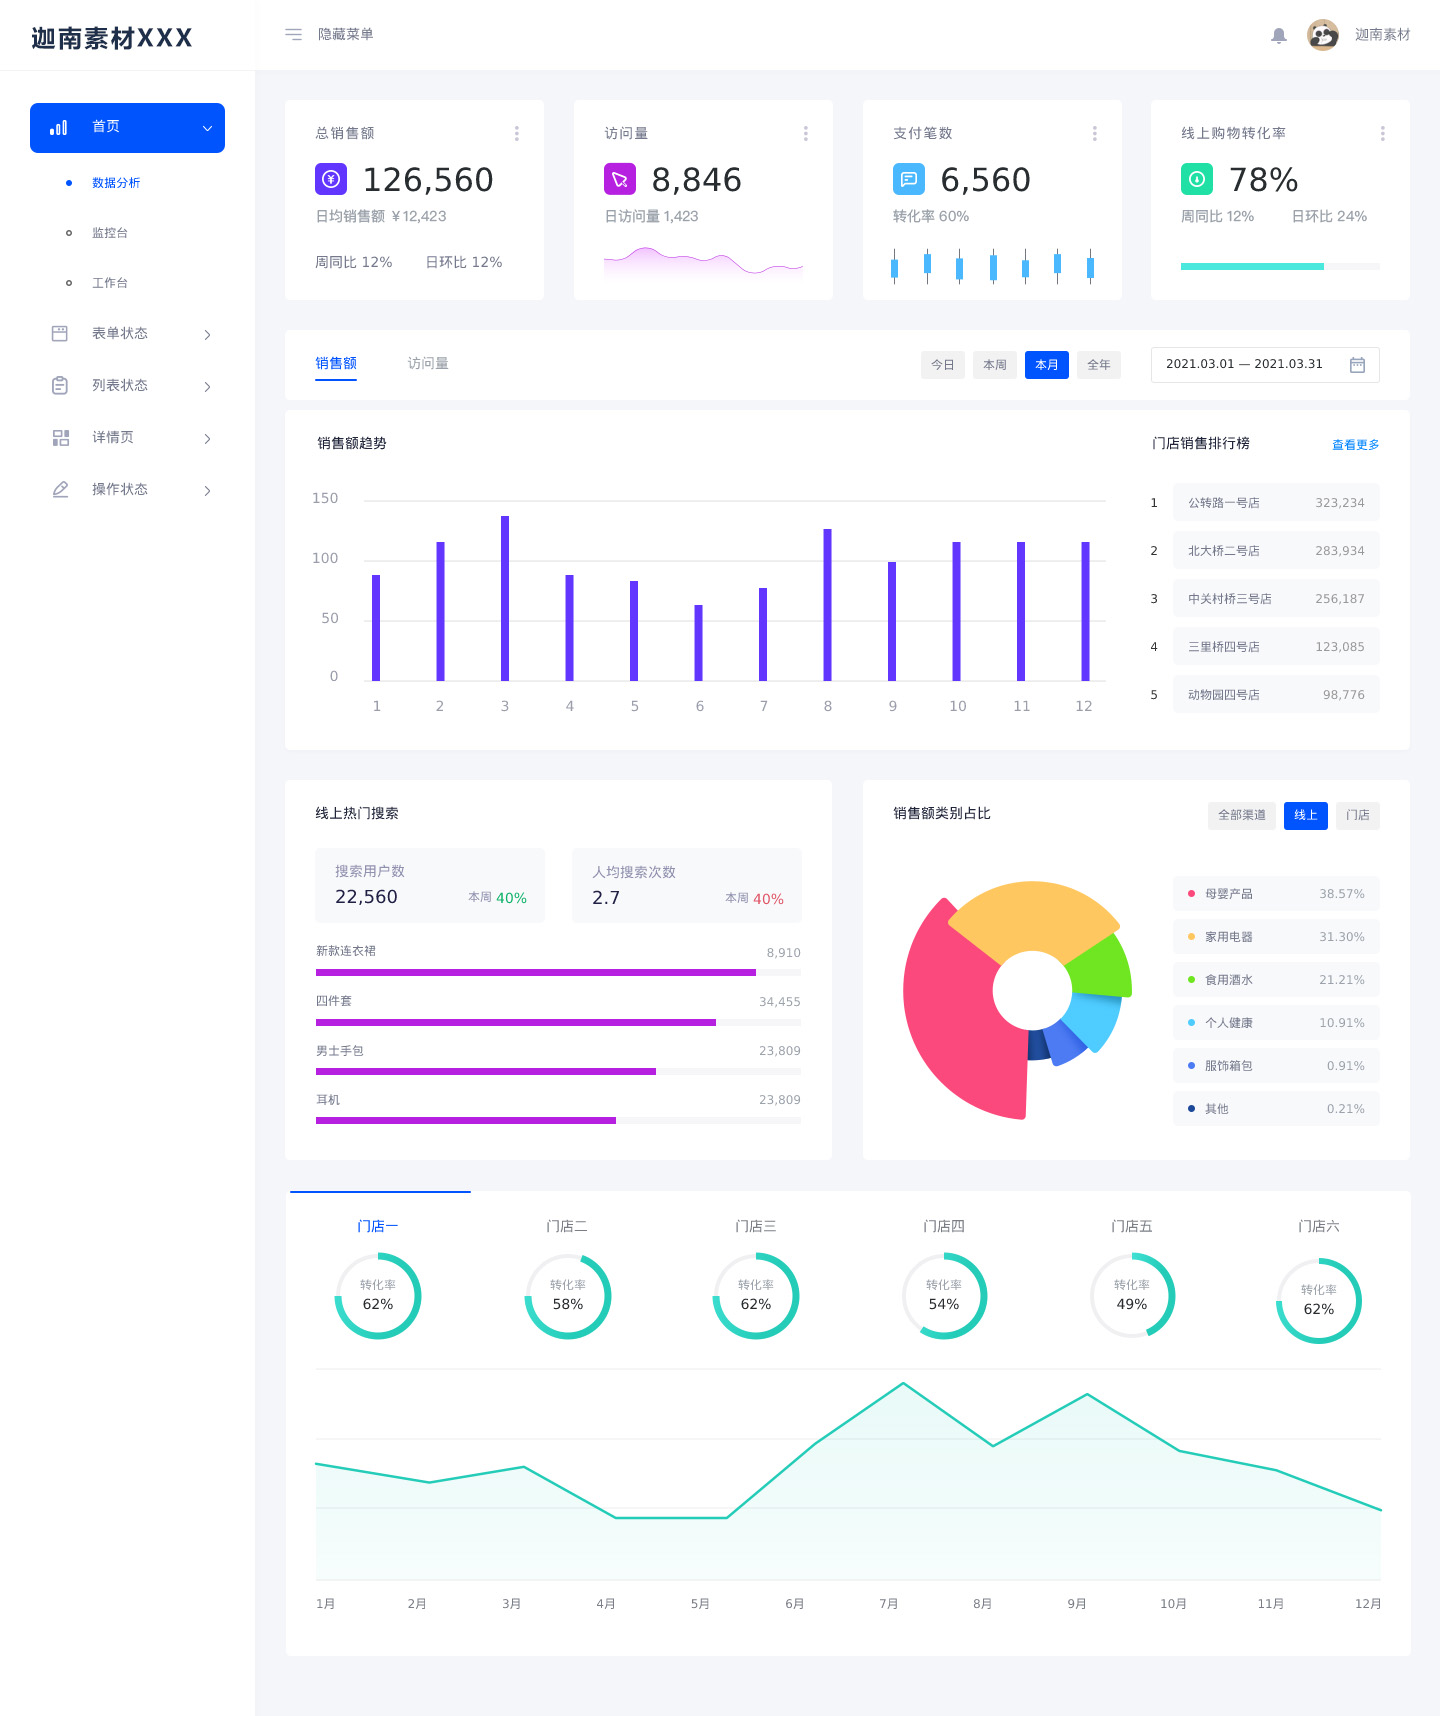 迦南素材XXX
隐藏菜单
迦南素材
首页
数据分析
监控台
工作台
表单状态
列表状态
详情页
操作状态
总销售额
126,560
日均销售额 ¥12,423
周同比 12% 日环比 12%
访问量
8,846
日访问量 1,423
支付笔数
6,560
转化率 60%
线上购物转化率
78%
周同比 12% 日环比 24%
销售额 访问量
今日 本周 本月 全年
2021.03.01 — 2021.03.31
销售额趋势
150
100
50
0
1 2 3 4 5 6 7 8 9 10 11 12
门店销售排行榜 查看更多
1 公转路一号店 323,234
2 北大桥二号店 283,934
3 中关村桥三号店 256,187
4 三里桥四号店 123,085
5 动物园四号店 98,776
线上热门搜索
搜索用户数
22,560 本周 40%
人均搜索次数
2.7 本周 40%
新款连衣裙 8,910
四件套 34,455
男士手包 23,809
耳机 23,809
销售额类别占比
全部渠道 线上 门店
母婴产品 38.57%
家用电器 31.30%
食用酒水 21.21%
个人健康 10.91%
服饰箱包 0.91%
其他 0.21%
门店一 门店二 门店三 门店四 门店五 门店六
转化率 转化率 转化率 转化率 转化率 转化率
62% 58% 62% 54% 49% 62%
1月 2月 3月 4月 5月 6月 7月 8月 9月 10月 11月 12月